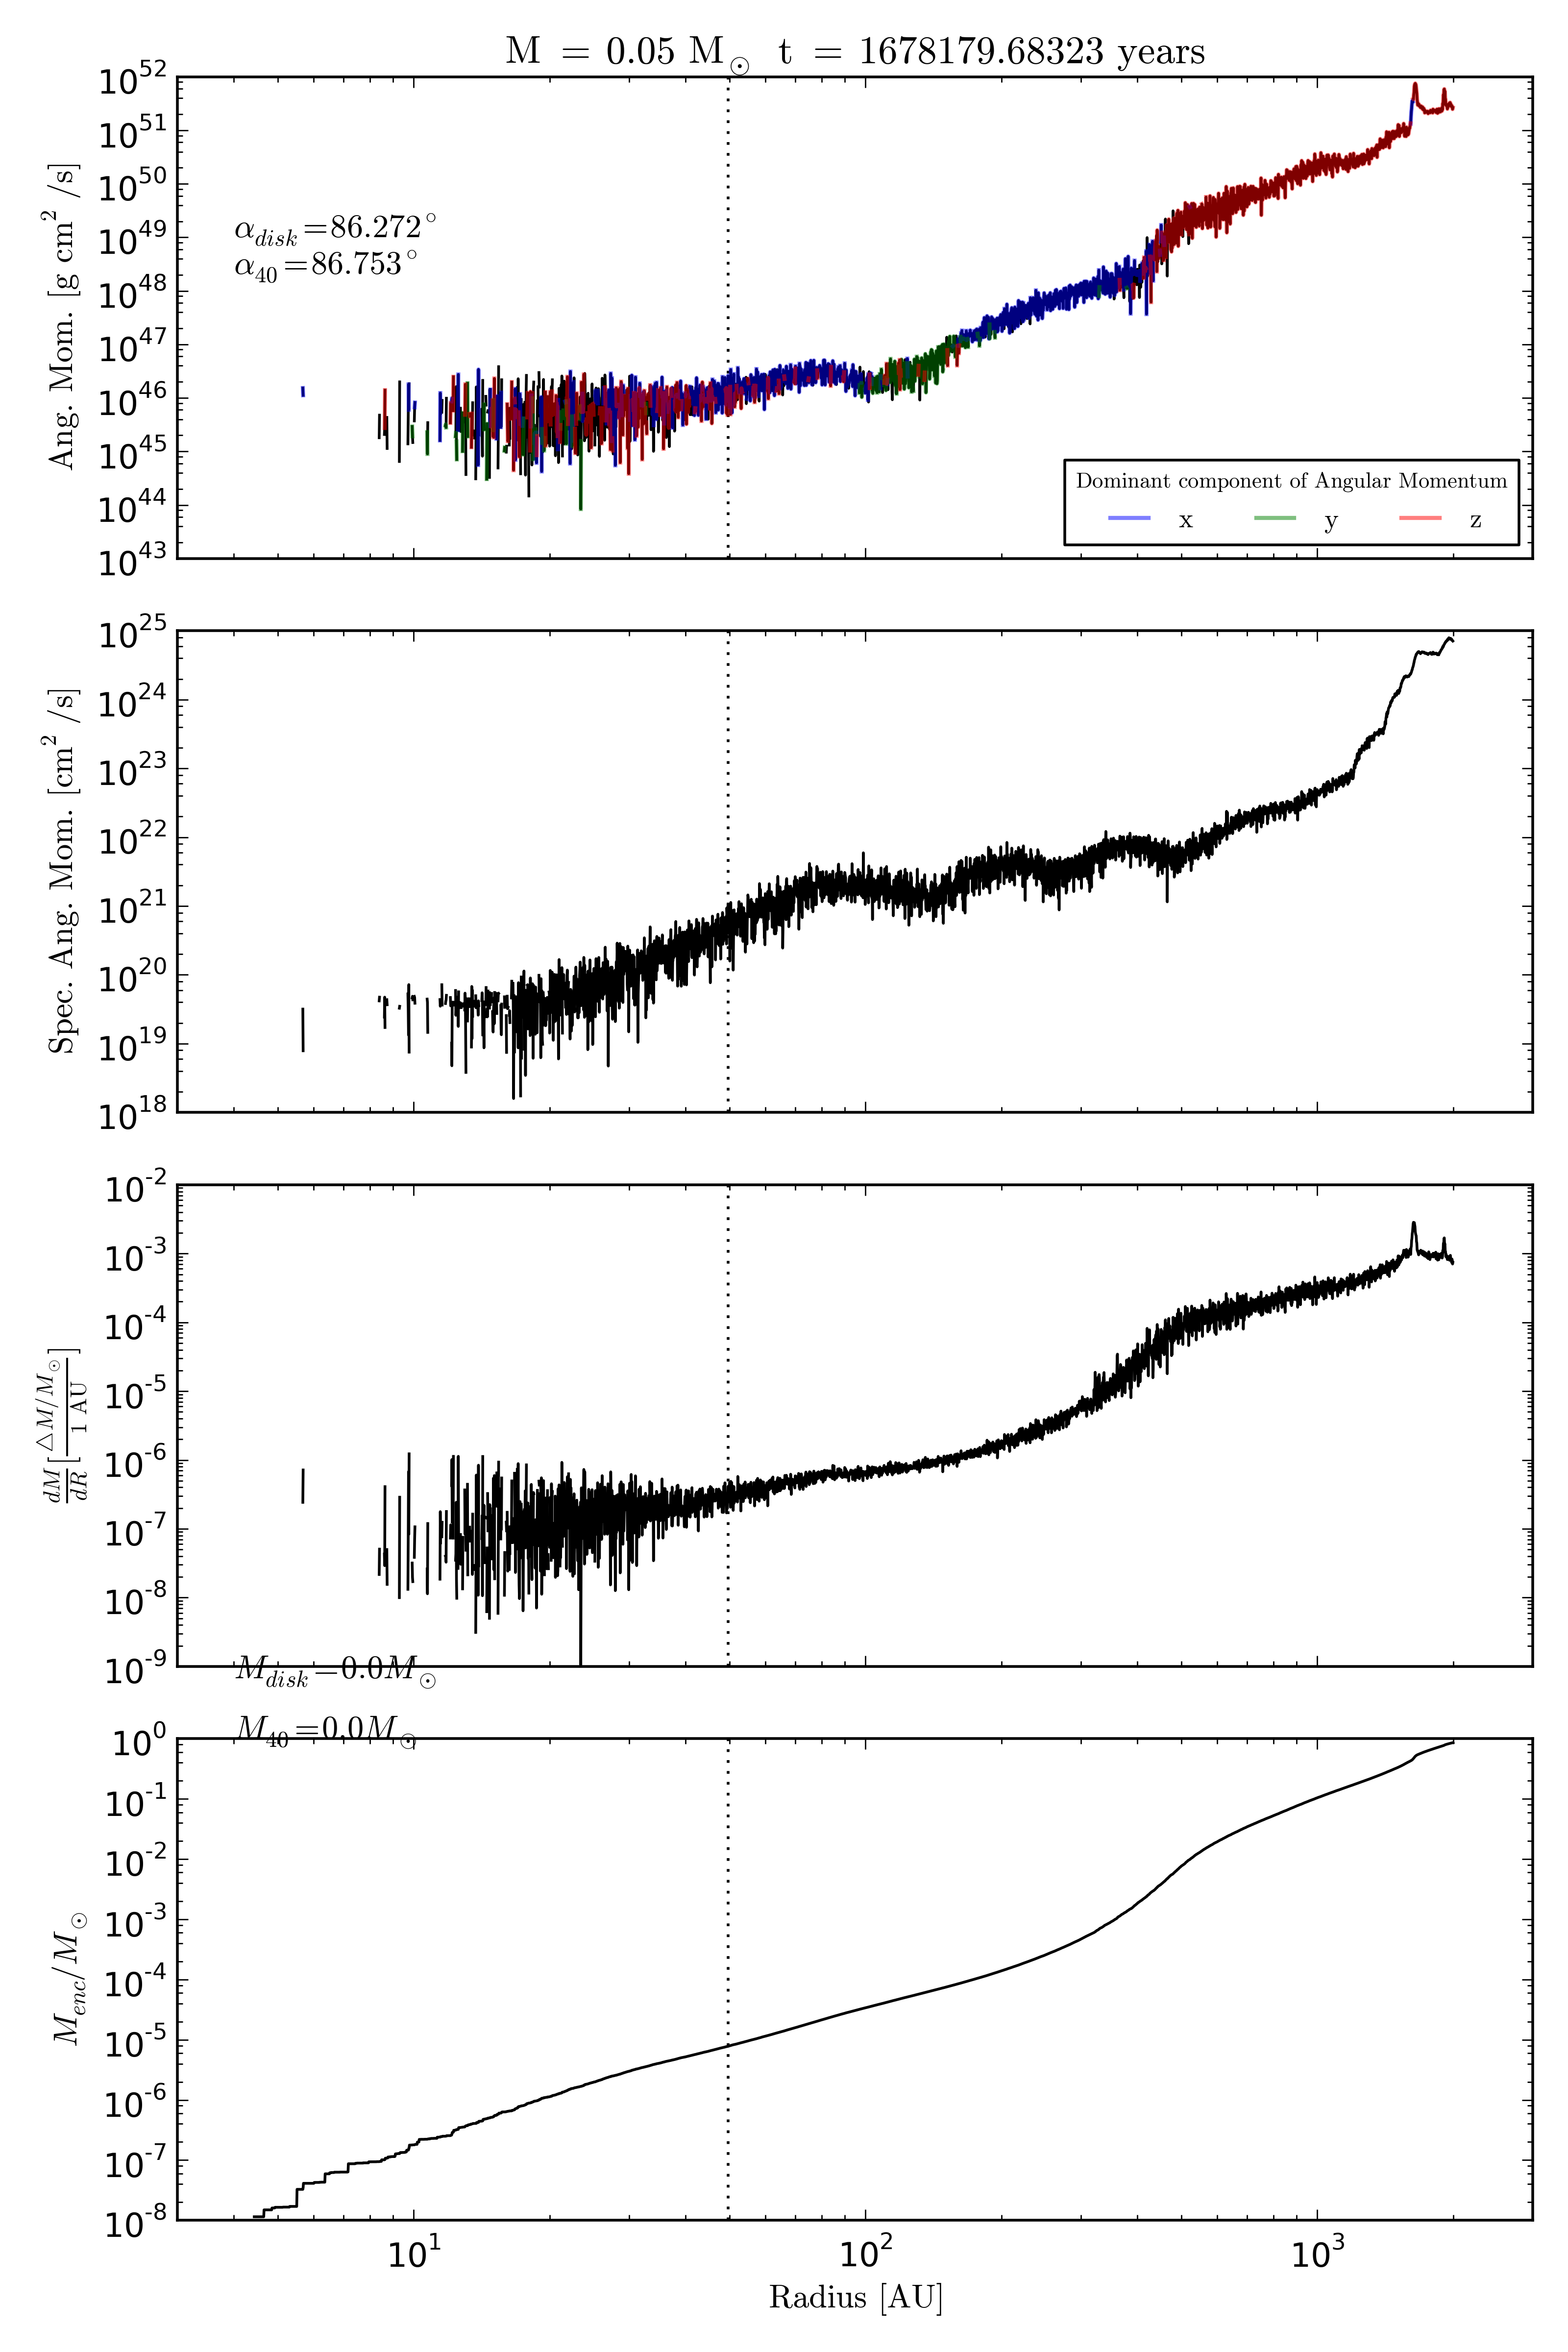 M = 0.05 M⊙ t = 1678179.68323 years
10^52
10^51
10^50
10^49
10^48
10^47
10^46
10^45
10^44
10^43
Ang. Mom. [g cm^2 /s]
α_disk=86.272°
α_40=86.753°
Dominant component of Angular Momentum
x y z
10^25
10^24
10^23
10^22
10^21
10^20
10^19
10^18
Spec. Ang. Mom. [cm^2 /s]
10^-2
10^-3
10^-4
10^-5
10^-6
10^-7
10^-8
10^-9
dM/dR [△M/M⊙ / 1 AU]
M_disk=0.0M⊙
M_40=0.0M⊙
10^0
10^-1
10^-2
10^-3
10^-4
10^-5
10^-6
10^-7
10^-8
M_enc/M⊙
10^1 10^2 10^3
Radius [AU]